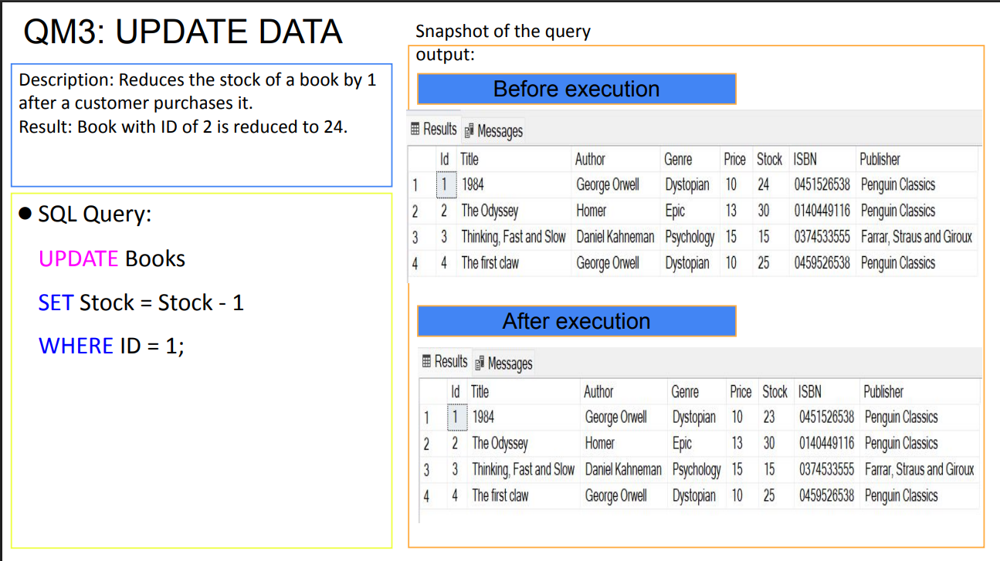 QM3: UPDATE DATA
Description: Reduces the stock of a book by 1
after a customer purchases it.
Result: Book with ID of 2 is reduced to 24.
● SQL Query:
UPDATE Books
SET Stock = Stock - 1
WHERE ID = 1;
Snapshot of the query
output:
Before execution
Results Messages
Id Title Author Genre Price Stock ISBN Publisher
1 1 1984 George Orwell Dystopian 10 24 0451526538 Penguin Classics
2 2 The Odyssey Homer Epic 13 30 0140449116 Penguin Classics
3 3 Thinking, Fast and Slow Daniel Kahneman Psychology 15 15 0374533555 Farrar, Straus and Giroux
4 4 The first claw George Orwell Dystopian 10 25 0459526538 Penguin Classics
After execution
Results Messages
Id Title Author Genre Price Stock ISBN Publisher
1 1 1984 George Orwell Dystopian 10 23 0451526538 Penguin Classics
2 2 The Odyssey Homer Epic 13 30 0140449116 Penguin Classics
3 3 Thinking, Fast and Slow Daniel Kahneman Psychology 15 15 0374533555 Farrar, Straus and Giroux
4 4 The first claw George Orwell Dystopian 10 25 0459526538 Penguin Classics